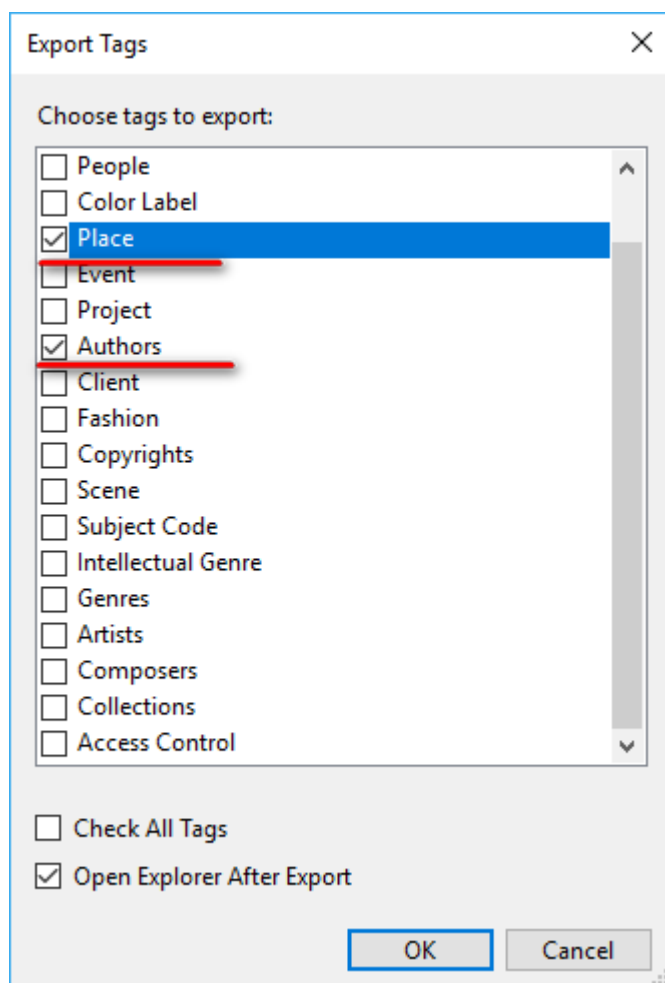 Export Tags
Choose tags to export:
People
Color Label
Place
Event
Project
Authors
Client
Fashion
Copyrights
Scene
Subject Code
Intellectual Genre
Genres
Artists
Composers
Collections
Access Control
Check All Tags
Open Explorer After Export
OK Cancel